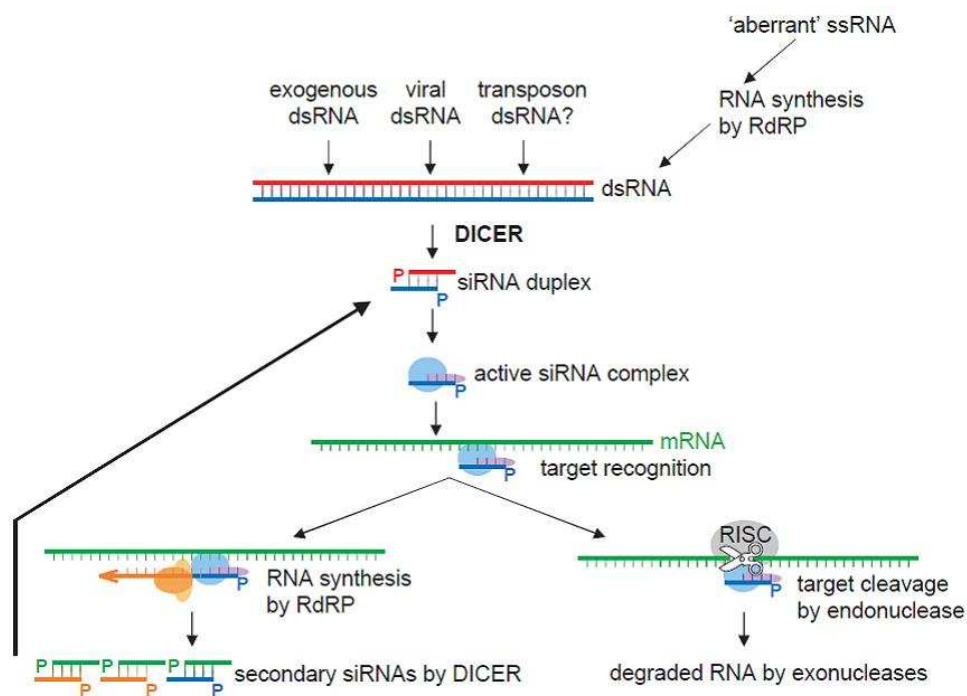 'aberrant' ssRNA
exogenous
dsRNA
viral
dsRNA
transposon
dsRNA?
RNA synthesis
by RdRP
dsRNA
DICER
P
siRNA duplex
P
active siRNA complex
P
mRNA
P
target recognition
RISC
P
RNA synthesis
by RdRP
P
target cleavage
by endonuclease
P
P
P
secondary siRNAs by DICER
P
P
P
degraded RNA by exonucleases